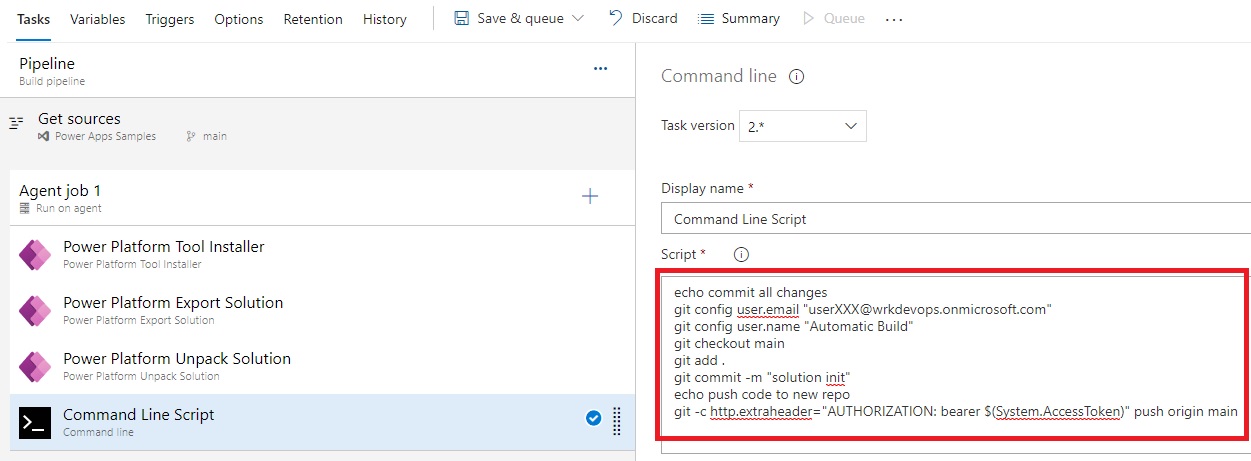 Tasks Variables Triggers Options Retention History Save & queue Discard Summary Queue ...
Pipeline
Build pipeline
Get sources
Power Apps Samples main
Agent job 1
Run on agent
Power Platform Tool Installer
Power Platform Tool Installer
Power Platform Export Solution
Power Platform Export Solution
Power Platform Unpack Solution
Power Platform Unpack Solution
Command Line Script
Command line
Command line
Task version 2.*
Display name *
Command Line Script
Script *
echo commit all changes
git config user.email "userXXX@wrkdevops.onmicrosoft.com"
git config user.name "Automatic Build"
git checkout main
git add .
git commit -m "solution init"
echo push code to new repo
git -c http.extraheader="AUTHORIZATION: bearer $(System.AccessToken)" push origin main